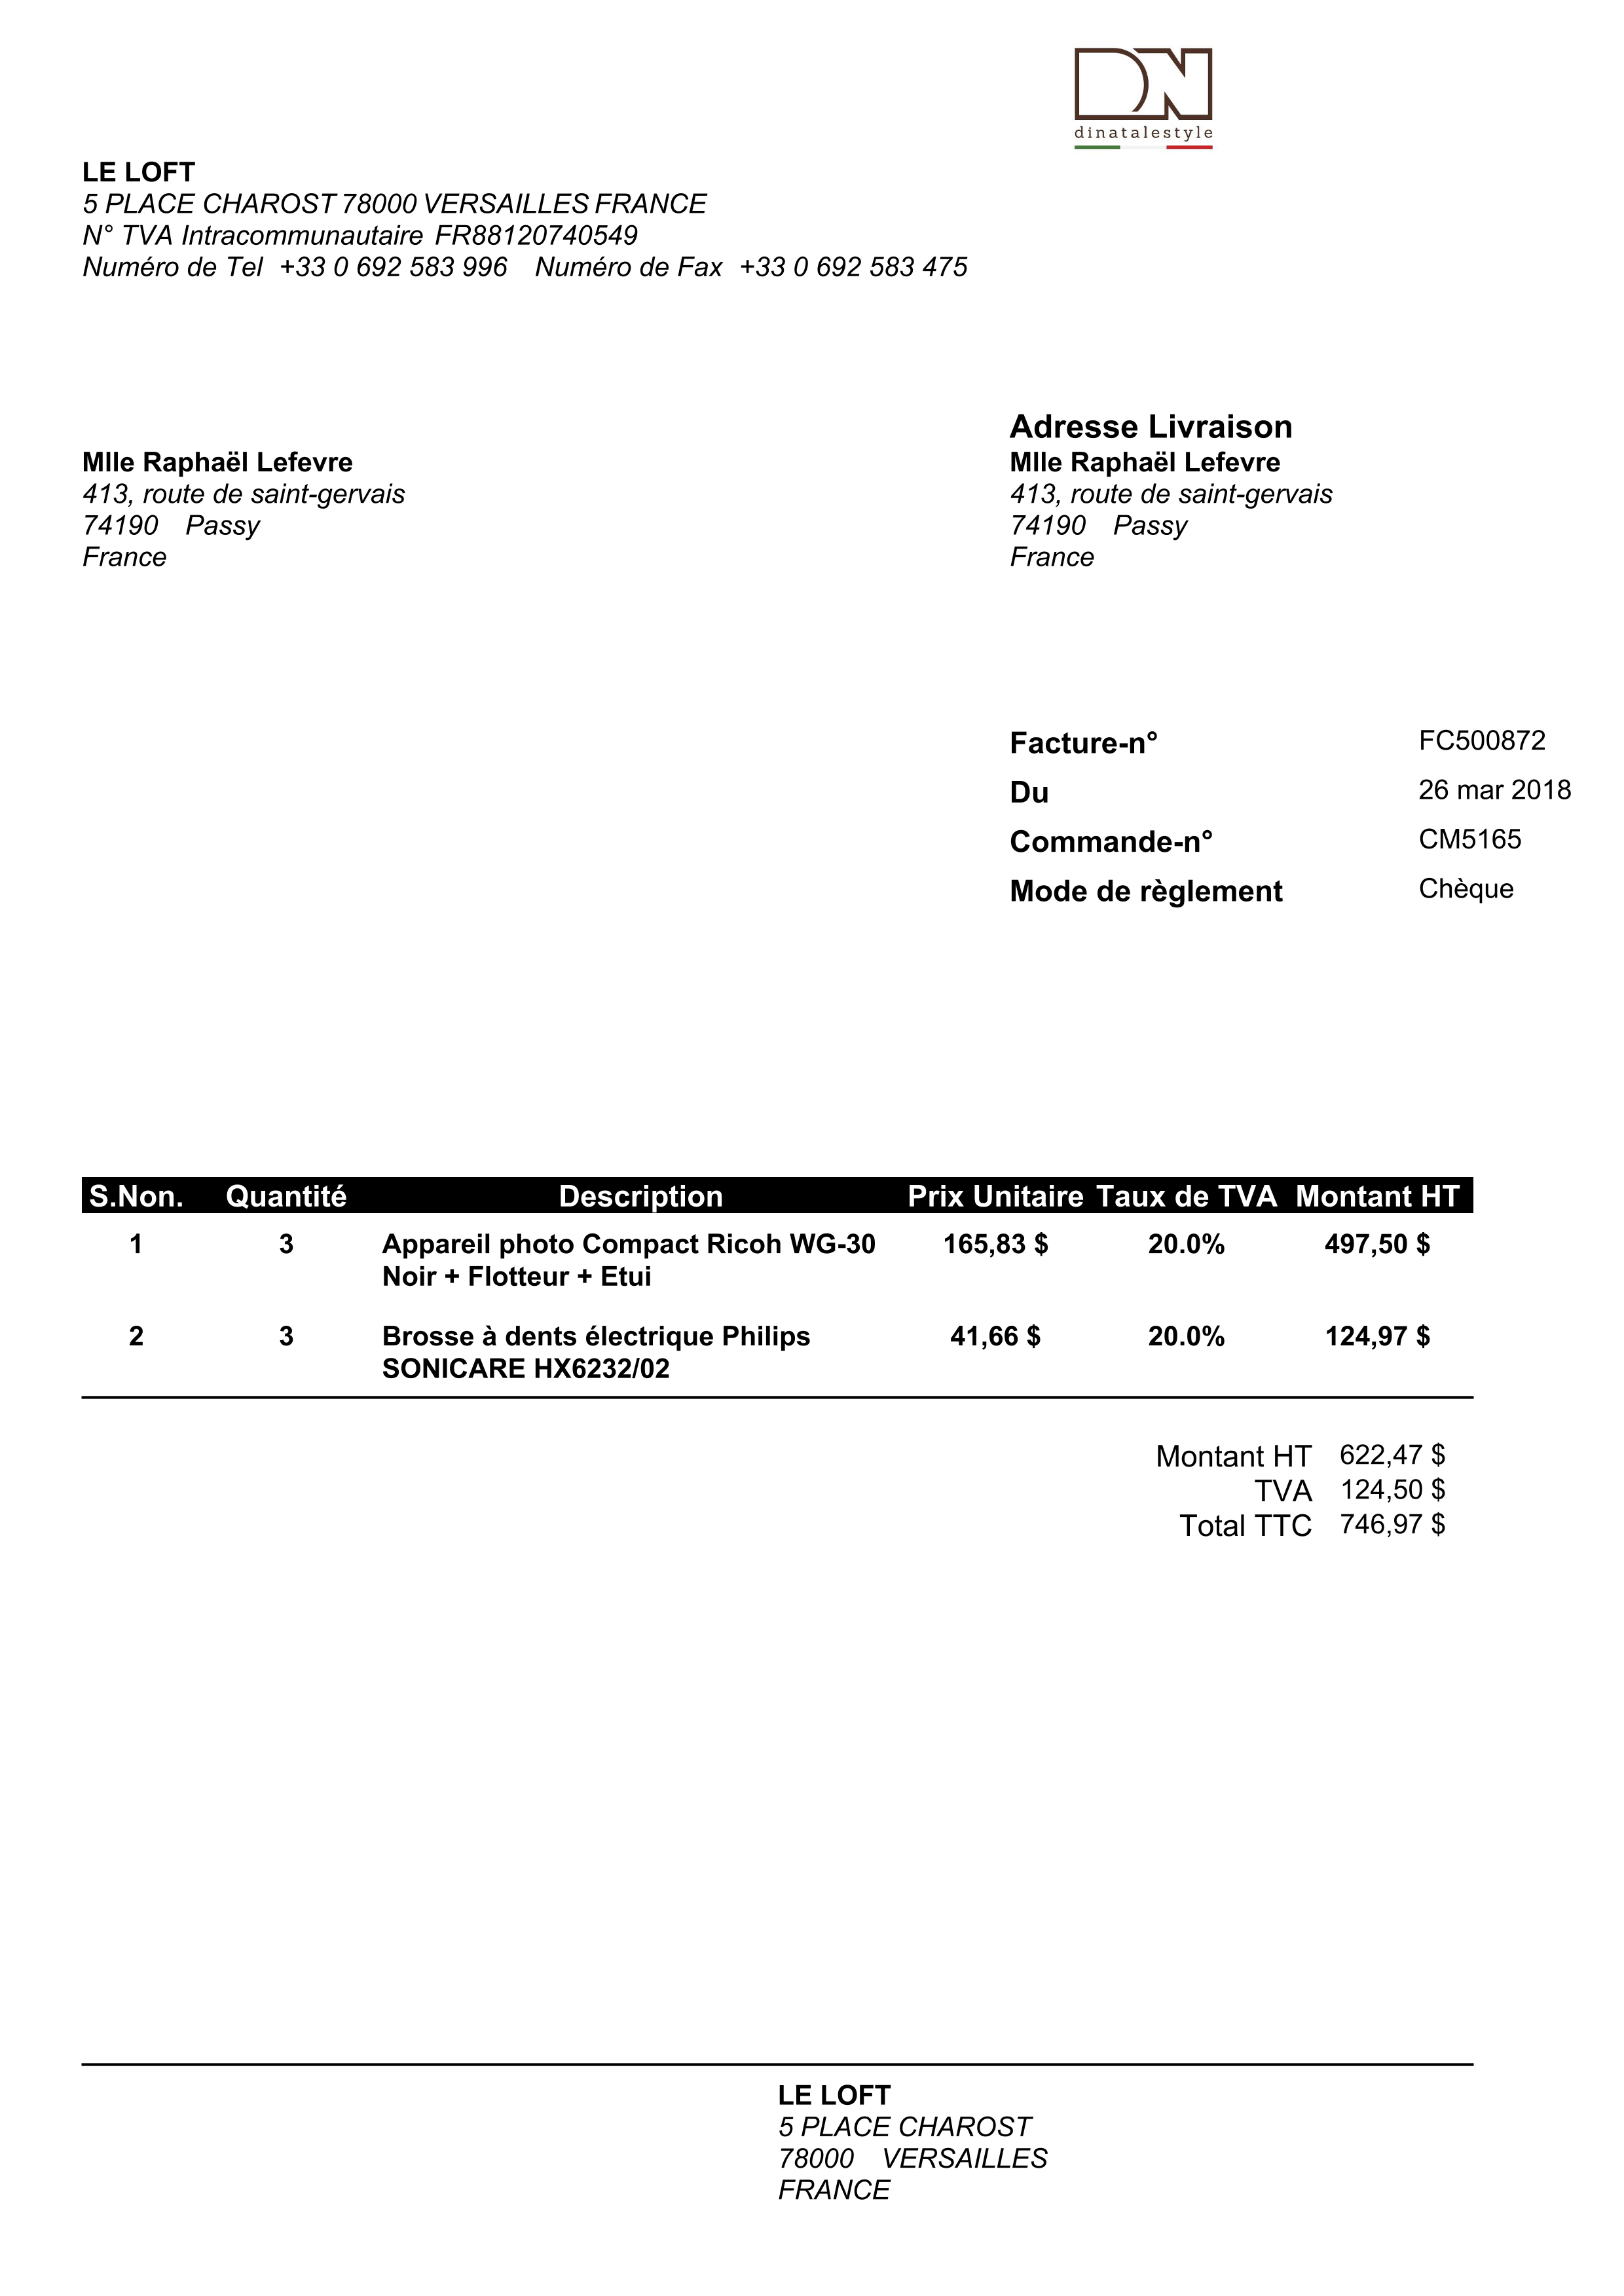 DN
dinatalestyle
LE LOFT
5 PLACE CHAROST 78000 VERSAILLES FRANCE
N° TVA Intracommunautaire FR88120740549
Numéro de Tel +33 0 692 583 996 Numéro de Fax +33 0 692 583 475
Adresse Livraison
Mlle Raphaël Lefevre
413, route de saint-gervais
74190 Passy
France
Mlle Raphaël Lefevre
413, route de saint-gervais
74190 Passy
France
Facture-n° FC500872
Du 26 mar 2018
Commande-n° CM5165
Mode de règlement Chèque
S.Non. Quantité Description Prix Unitaire Taux de TVA Montant HT
1 3 Appareil photo Compact Ricoh WG-30 165,83 $ 20.0% 497,50 $
Noir + Flotteur + Etui
2 3 Brosse à dents électrique Philips 41,66 $ 20.0% 124,97 $
SONICARE HX6232/02
Montant HT 622,47 $
TVA 124,50 $
Total TTC 746,97 $
LE LOFT
5 PLACE CHAROST
78000 VERSAILLES
FRANCE